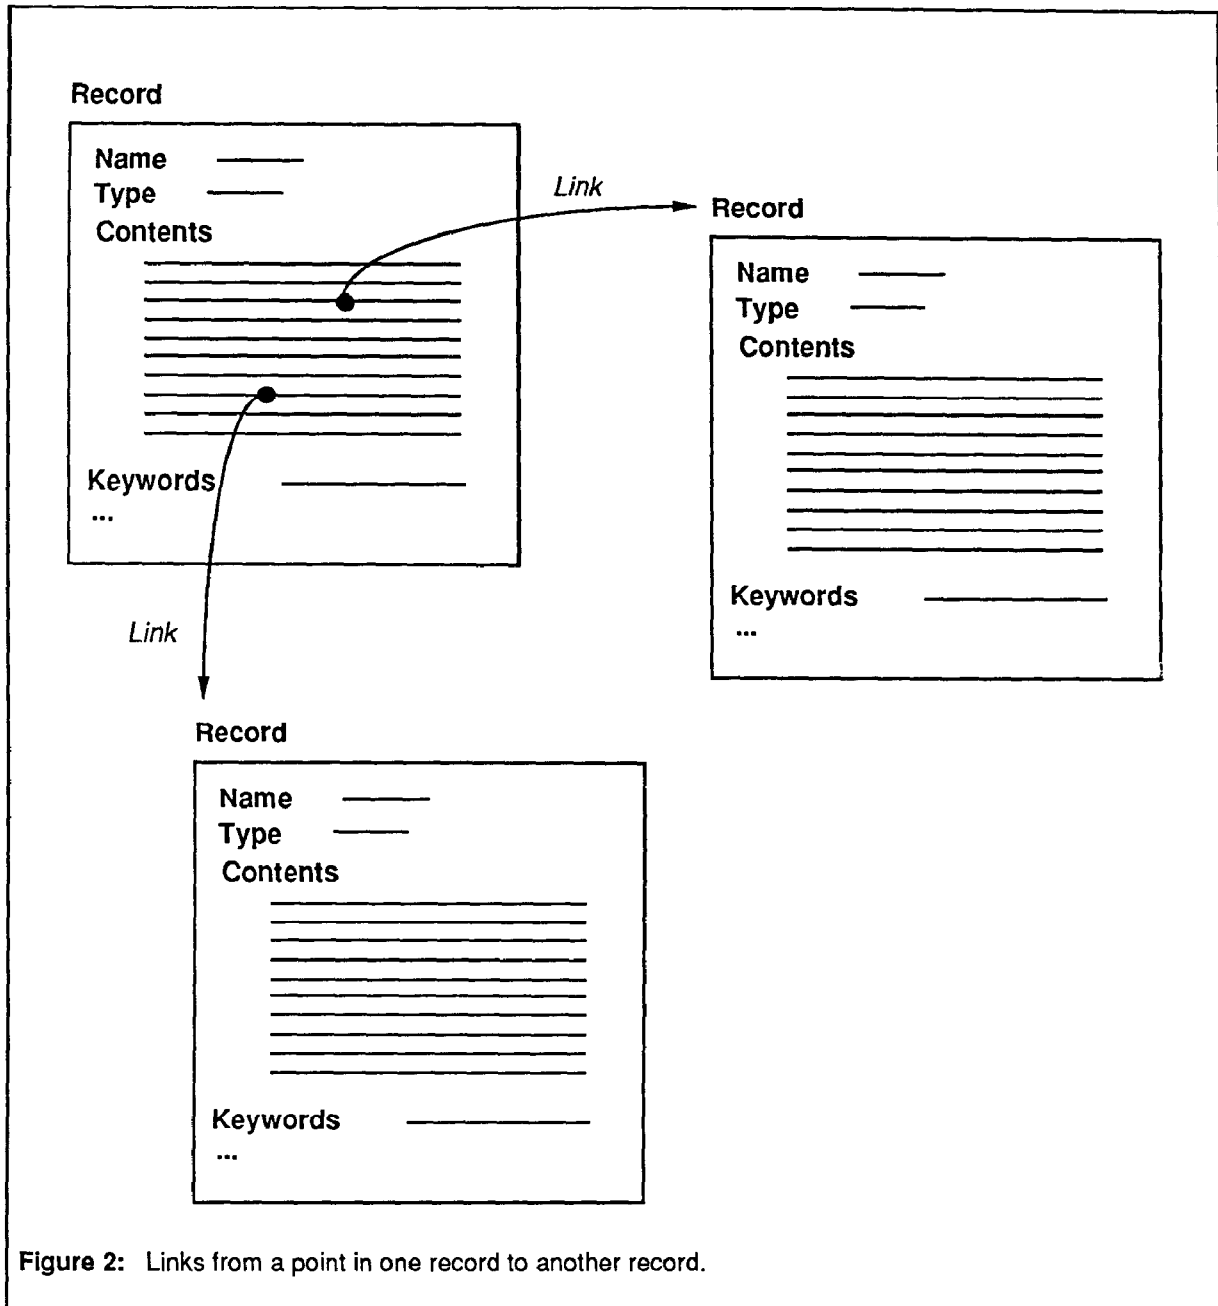 Record
Name
Type
Contents
Keywords
...
Link
Record
Name
Type
Contents
Keywords
...
Link
Record
Name
Type
Contents
Keywords
...
Figure 2: Links from a point in one record to another record.